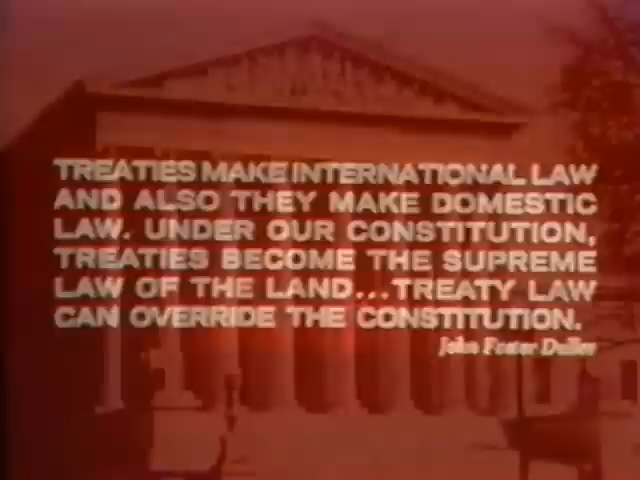 TREATIES MAKE INTERNATIONAL LAW
AND ALSO THEY MAKE DOMESTIC
LAW. UNDER OUR CONSTITUTION,
TREATIES BECOME THE SUPREME
LAW OF THE LAND...TREATY LAW
CAN OVERRIDE THE CONSTITUTION.
John Foster Dulles